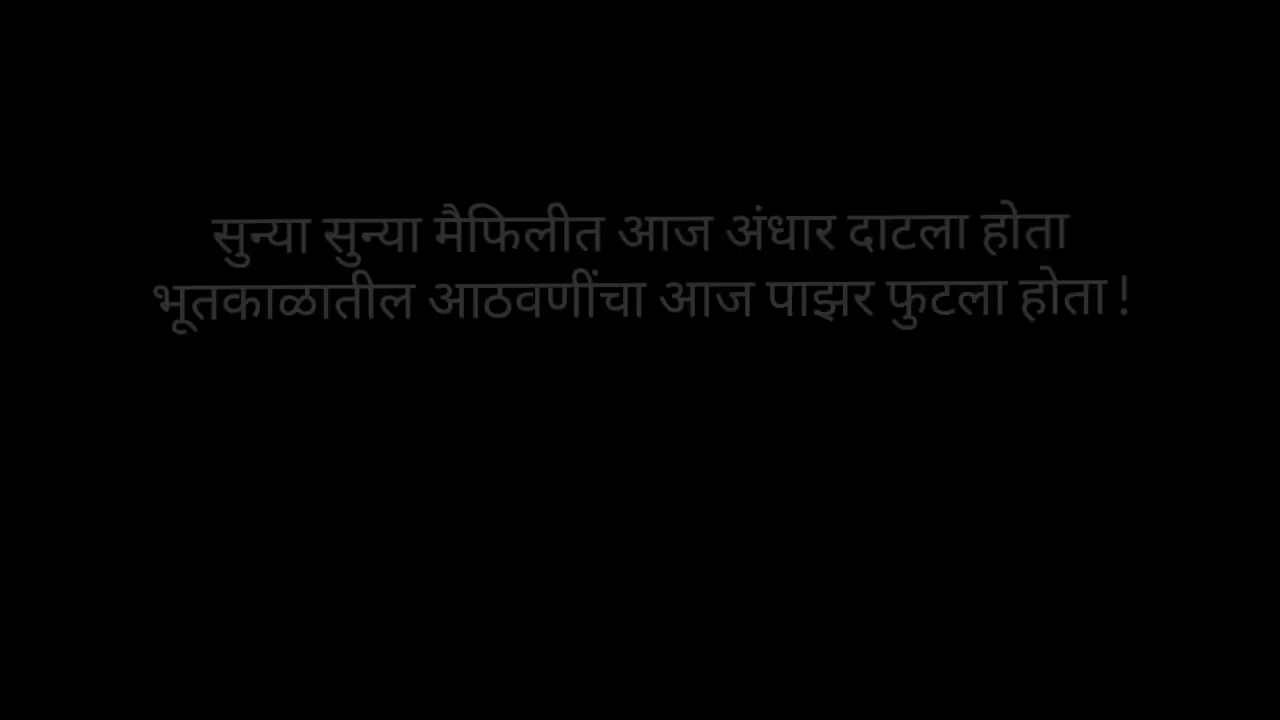 सुन्या सुन्या मैफिलीत आज अंधार दाटला होता
भूतकाळातील आठवणींचा आज पाझर फुटला होता !